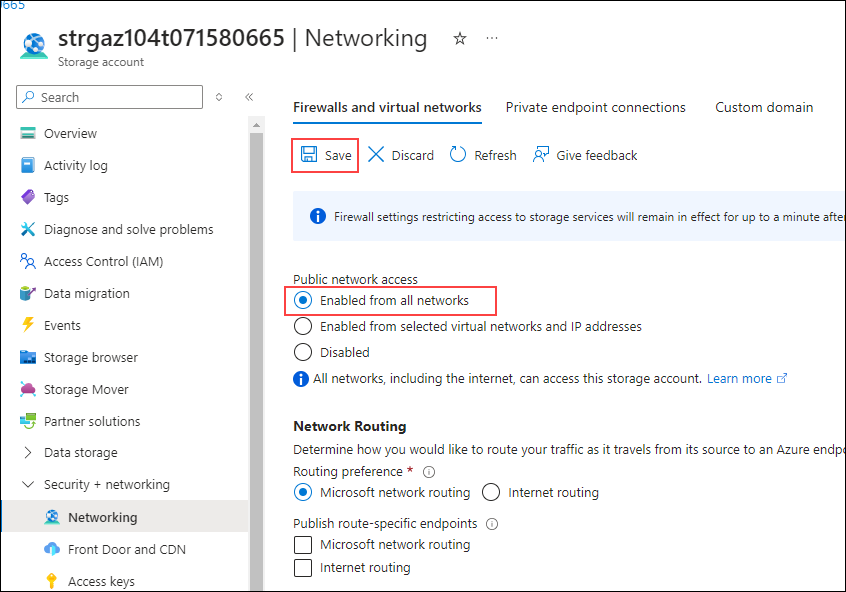 strgaz104t071580665 | Networking
Storage account
Search
Overview
Activity log
Tags
Diagnose and solve problems
Access Control (IAM)
Data migration
Events
Storage browser
Storage Mover
Partner solutions
Data storage
Security + networking
Networking
Front Door and CDN
Access keys
Firewalls and virtual networks Private endpoint connections Custom domain
Save Discard Refresh Give feedback
Firewall settings restricting access to storage services will remain in effect for up to a minute after
Public network access
Enabled from all networks
Enabled from selected virtual networks and IP addresses
Disabled
All networks, including the internet, can access this storage account. Learn more
Network Routing
Determine how you would like to route your traffic as it travels from its source to an Azure endpo
Routing preference *
Microsoft network routing Internet routing
Publish route-specific endpoints
Microsoft network routing
Internet routing